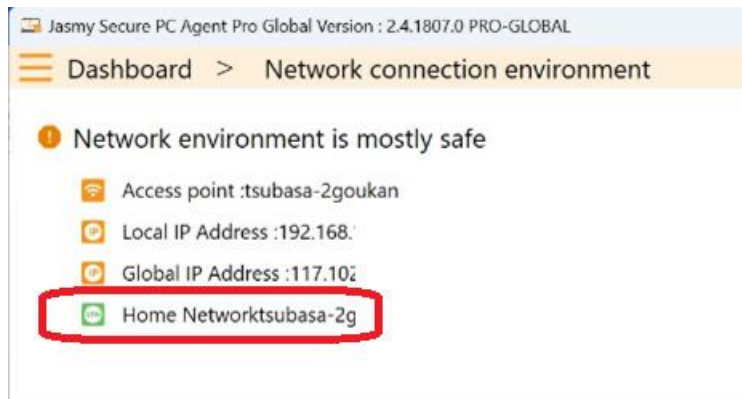 Jasmy Secure PC Agent Pro Global Version : 2.4.1807.0 PRO-GLOBAL
Dashboard > Network connection environment
Network environment is mostly safe
Access point :tsubasa-2goukan
Local IP Address :192.168.
Global IP Address :117.102
Home Networktsubasa-2g